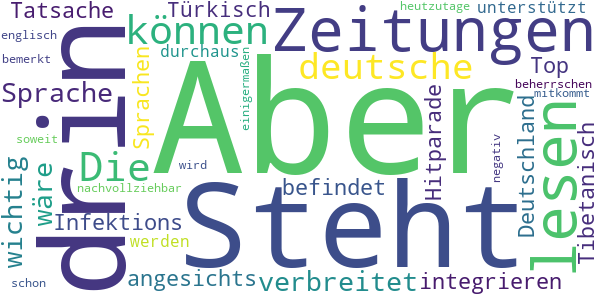 Tatsache
Türkisch
heutzutage
unterstützt
englisch
können
Zeitungen
bemerkt
durchaus
Sprachen
einigermaßen
deutsche
Top
Sprache
drin
Aber
beherrschen
mitkommt
Hitparade
Deutschland
lesen
Tibetanisch
soweit
Die
wird
negativ
wichtig
wäre
nachvollziehbar
befindet
Steht
Infektions
werden
schon
angesichts
verbreitet
integrieren